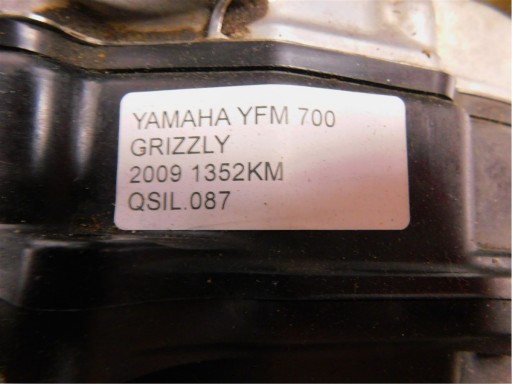 YAMAHA YFM 700
GRIZZLY
2009 1352KM
QSIL.087